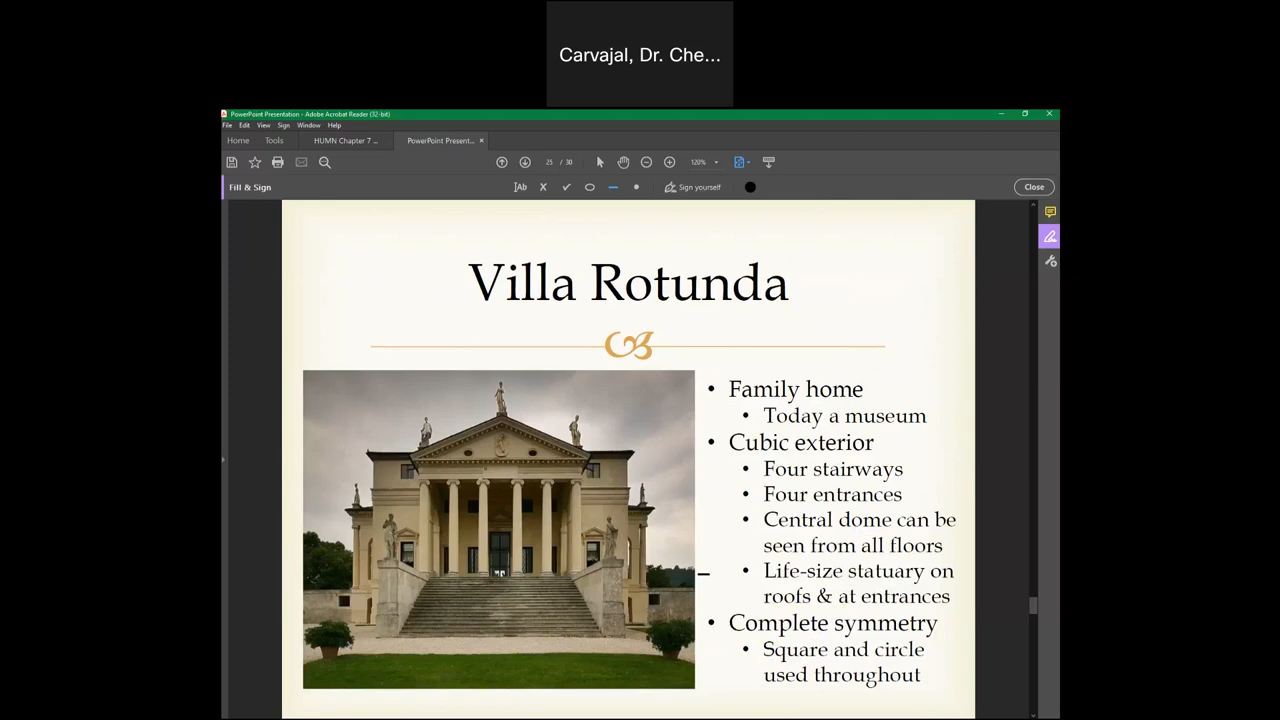 Carvajal, Dr. Che...
PowerPoint Presentation - Adobe Acrobat Reader (32-bit)
File Edit View Sign Window Help
Home Tools HUMN Chapter 7 ... PowerPoint Present... ×
25 / 30 120%
Fill & Sign Ab X Sign yourself Close
Villa Rotunda
• Family home
• Today a museum
• Cubic exterior
• Four stairways
• Four entrances
• Central dome can be
seen from all floors
• Life-size statuary on
roofs & at entrances
• Complete symmetry
• Square and circle
used throughout